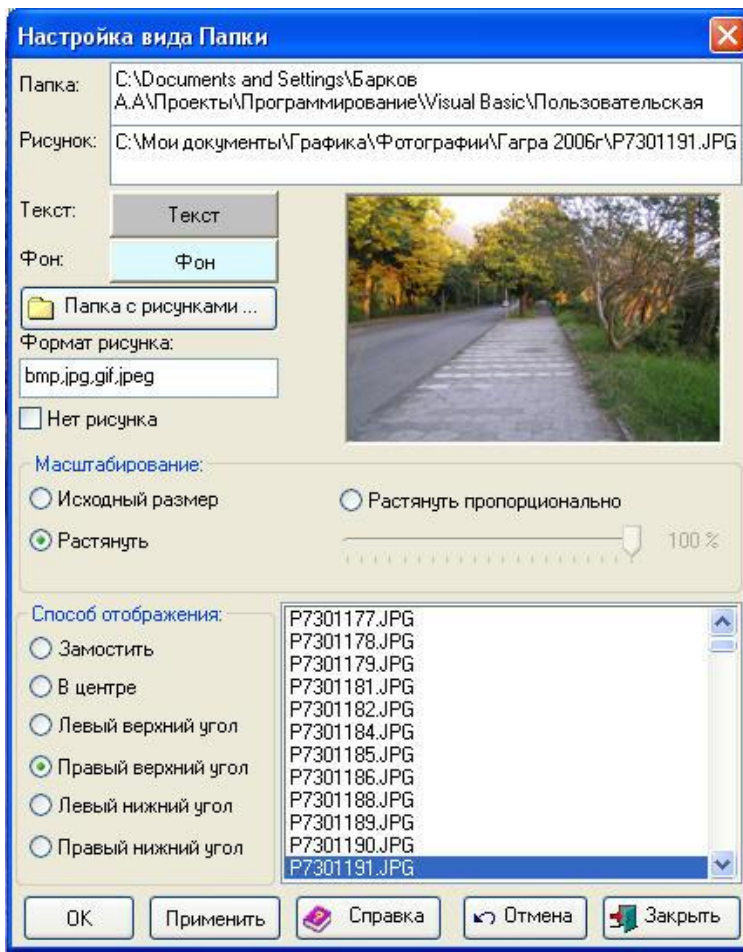 Настройка вида Папки
Папка:
C:\Documents and Settings\Барков
А.А\Проекты\Программирование\Visual Basic\Пользовательская
Рисунок:
C:\Мои документы\Графика\Фотографии\Гагра 2006г\P7301191.JPG
Текст:
Текст
Фон:
Фон
Папка с рисунками ...
Формат рисунка:
bmp,jpg,gif,jpeg
Нет рисунка
Масштабирование:
Исходный размер
Растянуть пропорционально
Растянуть
100 %
Способ отображения:
Замостить
В центре
Левый верхний угол
Правый верхний угол
Левый нижний угол
Правый нижний угол
P7301177.JPG
P7301178.JPG
P7301179.JPG
P7301181.JPG
P7301182.JPG
P7301184.JPG
P7301185.JPG
P7301186.JPG
P7301188.JPG
P7301189.JPG
P7301190.JPG
P7301191.JPG
OK
Применить
Справка
Отмена
Закрыть